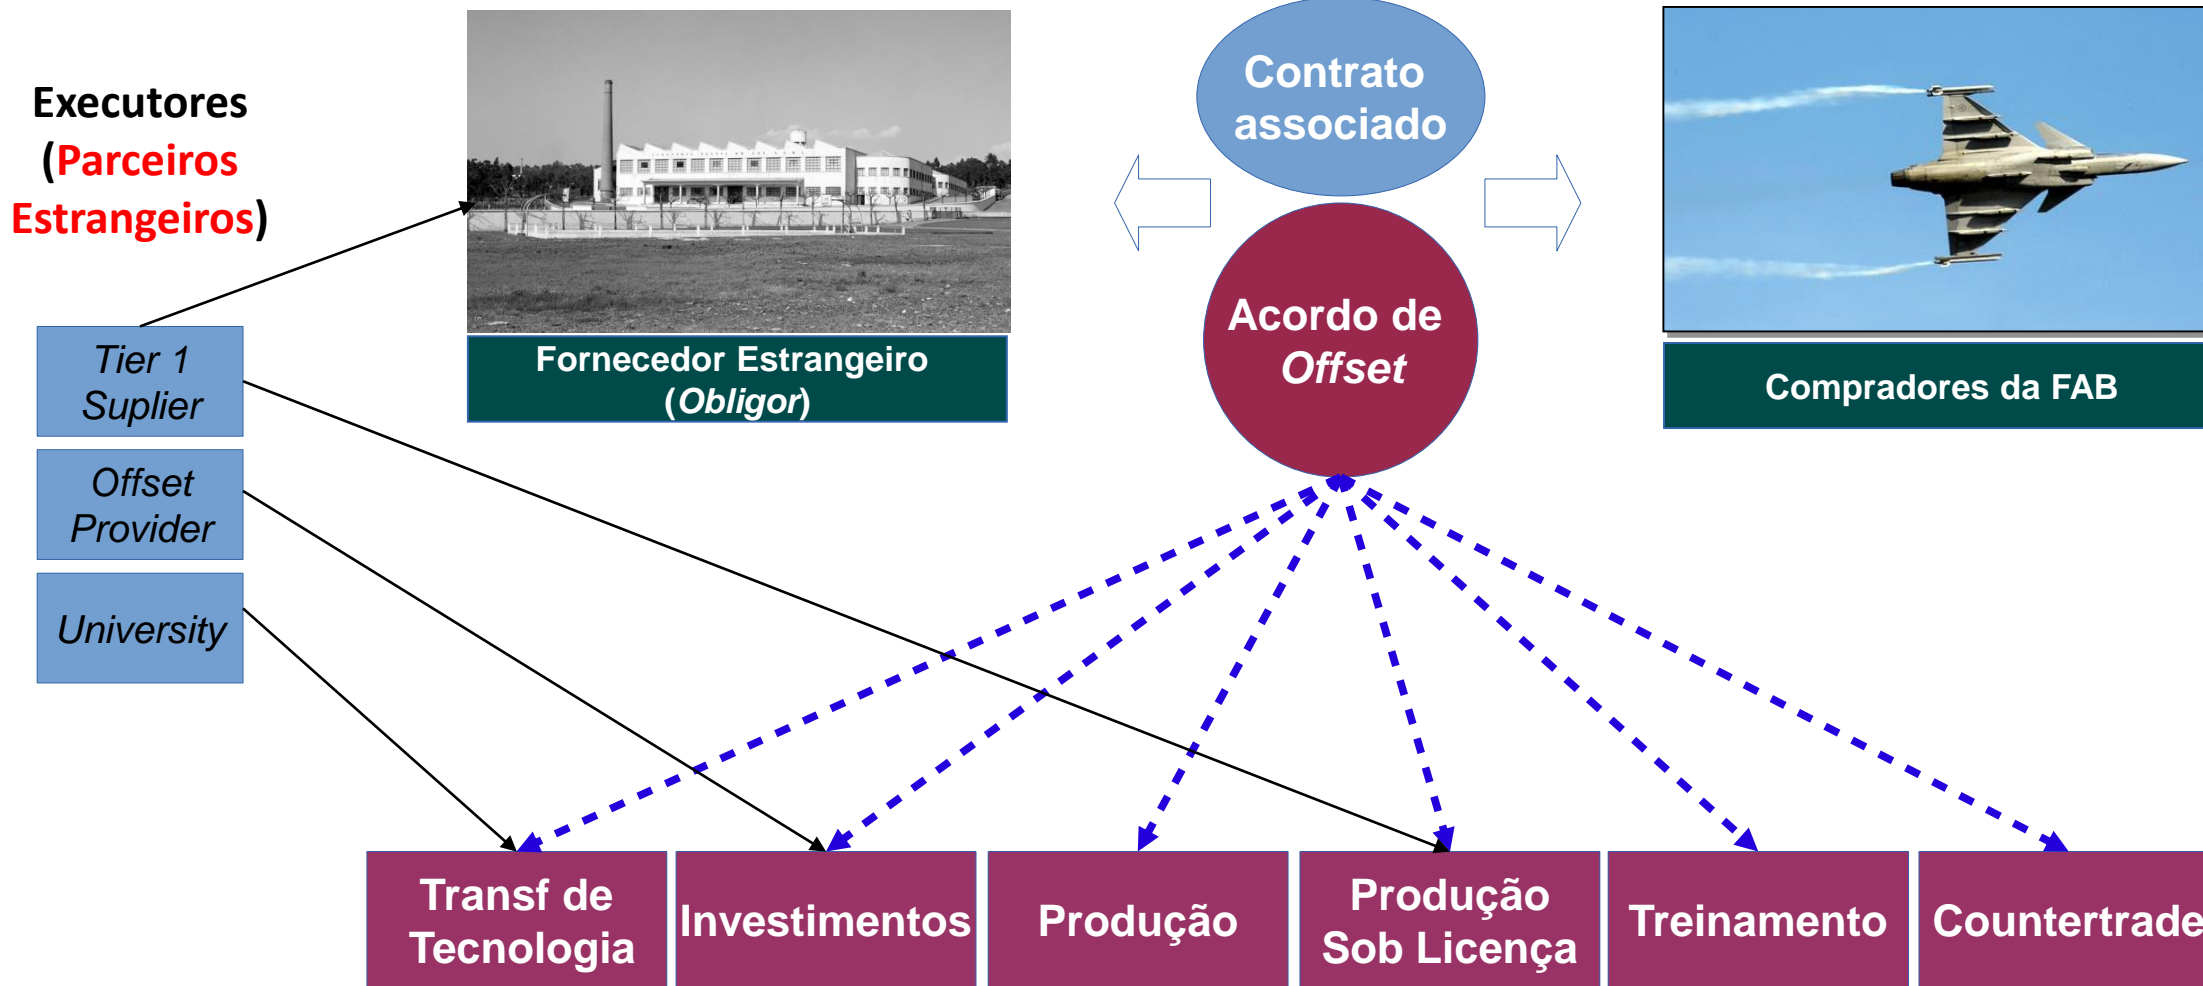 Executores
(Parceiros
Estrangeiros)
Contrato
associado
Acordo de
Offset
Fornecedor Estrangeiro
(Obligor)
Compradores da FAB
Tier 1
Suplier
Offset
Provider
University
Transf de
Tecnologia
Investimentos
Produção
Produção
Sob Licença
Treinamento
Countertrade